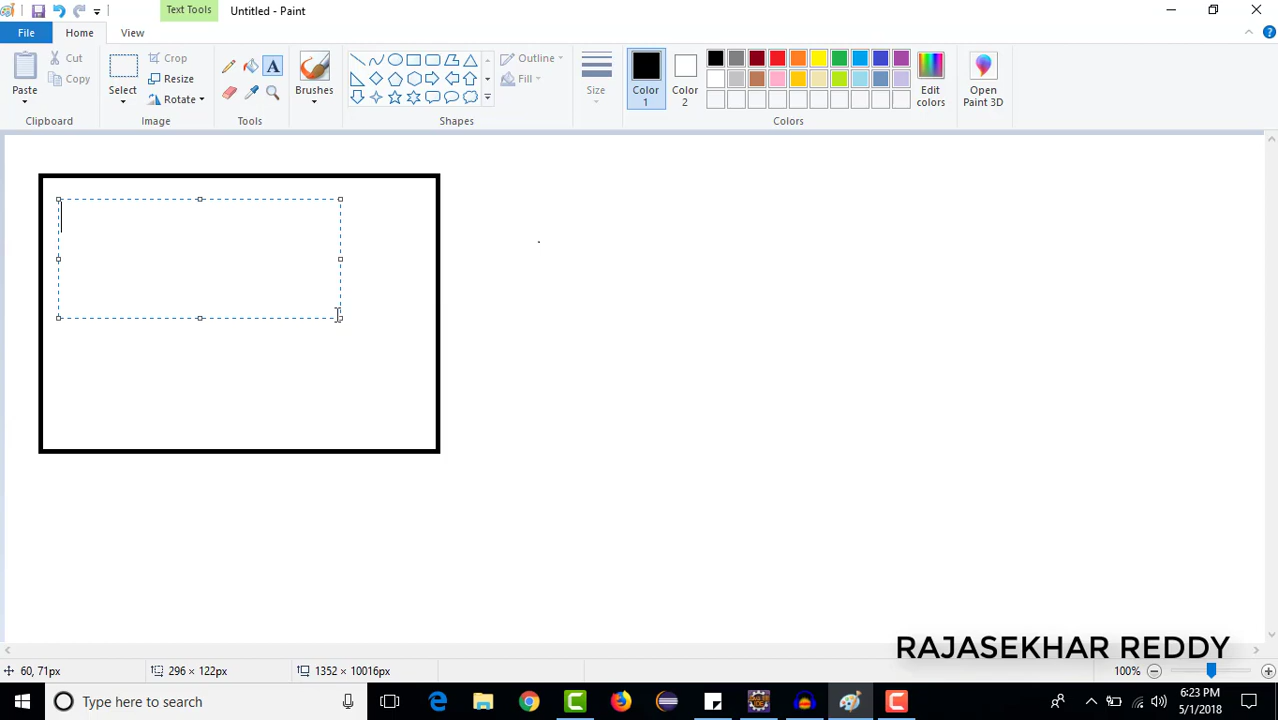 Text Tools
Untitled - Paint
File
Home
View
Paste
Cut
Copy
Clipboard
Select
Crop
Resize
Rotate
Image
A
Tools
Brushes
Shapes
Outline
Fill
Size
Color 1
Color 2
Edit colors
Colors
Open Paint 3D
RAJASEKHAR REDDY
60, 71px
296 × 122px
1352 × 10016px
100%
Type here to search
6:23 PM
5/1/2018